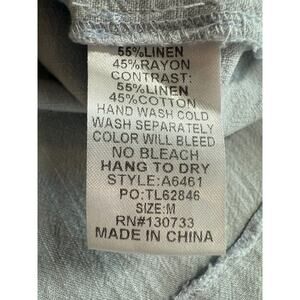 55%LINEN
45%RAYON
CONTRAST:
55%LINEN
45%COTTON
HAND WASH COLD
WASH SEPARATELY
COLOR WILL BLEED
NO BLEACH
HANG TO DRY
STYLE:A6461
PO:TL62846
SIZE:M
RN#130733
MADE IN CHINA